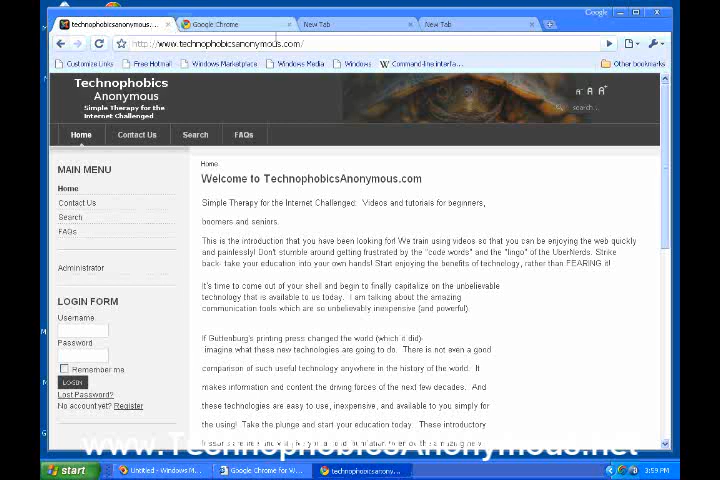 Google
technophobicsanonymous....
Google Chrome
New Tab
New Tab
http://www.technophobicsanonymous.com/
Customize Links
Free Hotmail
Windows Marketplace
Windows Media
Windows
Command-line interfa...
Other bookmarks
Technophobics
Anonymous
Simple Therapy for the
Internet Challenged
A- A A+
search...
Home
Contact Us
Search
FAQs
MAIN MENU
Home
Contact Us
Search
FAQs
Administrator
LOGIN FORM
Username
Password
Remember me
LOGIN
Lost Password?
No account yet? Register
Home
Welcome to TechnophobicsAnonymous.com
Simple Therapy for the Internet Challenged. Videos and tutorials for beginners,
boomers and seniors.
This is the introduction that you have been looking for! We train using videos so that you can be enjoying the web quickly
and painlessly! Don't stumble around getting frustrated by the "code words" and the "lingo" of the UberNerds. Strike
back- take your education into your own hands! Start enjoying the benefits of technology, rather than FEARING it!
It's time to come out of your shell and begin to finally capitalize on the unbelievable
technology that is available to us today. I am talking about the amazing
communication tools which are so unbelievably inexpensive (and powerful).
If Guttenburg's printing press changed the world (which it did)
imagine what these new technologies are going to do. There is not even a good
comparison of such useful technology anywhere in the history of the world. It
makes information and content the driving forces of the next few decades. And
these technologies are easy to use, inexpensive, and available to you simply for
the using! Take the plunge and start your education today. These introductory
www.TechnophobicsAnonymous.net
start
Untitled - Windows M...
Google Chrome for W...
technophobicsanony...
3:59 PM